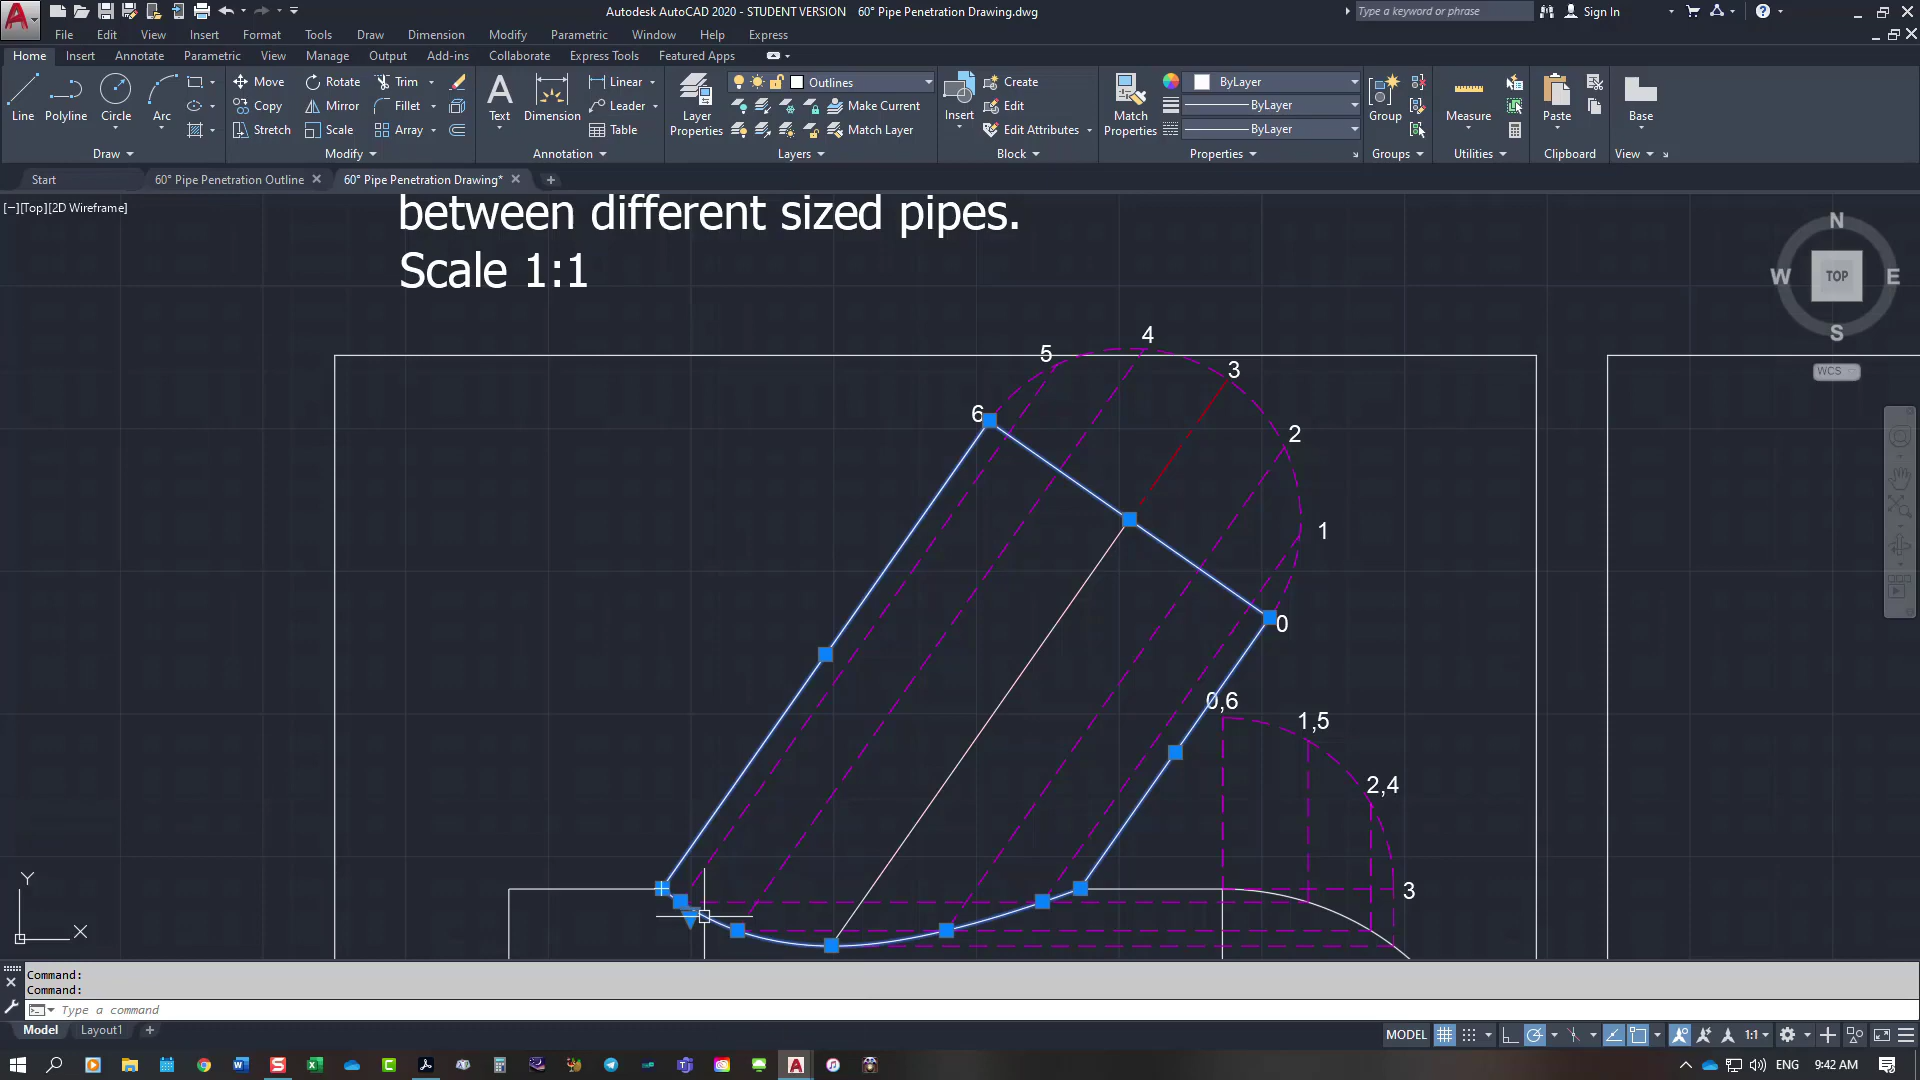 Autodesk AutoCAD 2020 - STUDENT VERSION 60° Pipe Penetration Drawing.dwg
Type a keyword or phrase
Sign In
File Edit View Insert Format Tools Draw Dimension Modify Parametric Window Help Express
Home Insert Annotate Parametric View Manage Output Add-ins Collaborate Express Tools Featured Apps
Line
Polyline
Circle
Arc
Draw
Move
Rotate
Trim
Copy
Mirror
Fillet
Stretch
Scale
Array
Modify
Text
Dimension
Linear
Leader
Table
Annotation
Layer
Properties
Outlines
Make Current
Match Layer
Layers
Insert
Create
Edit
Edit Attributes
Block
Match
Properties
ByLayer
ByLayer
ByLayer
Properties
Group
Groups
Measure
Utilities
Paste
Clipboard
Base
View
Start
60° Pipe Penetration Outline
60° Pipe Penetration Drawing*
[−][Top][2D Wireframe]
between different sized pipes.
Scale 1:1
N
W
TOP
E
S
WCS
4
5
3
6
2
1
0
0,6
1,5
2,4
3
Y
X
Command:
Command:
Type a command
Model
Layout1
MODEL
1:1
ENG
9:42 AM